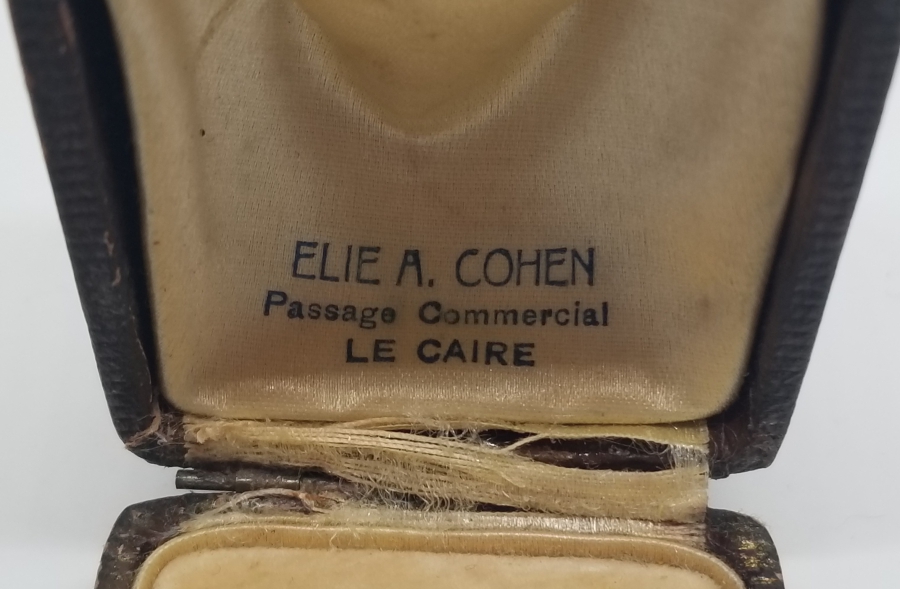 ELIE A. COHEN
Passage Commercial
LE CAIRE